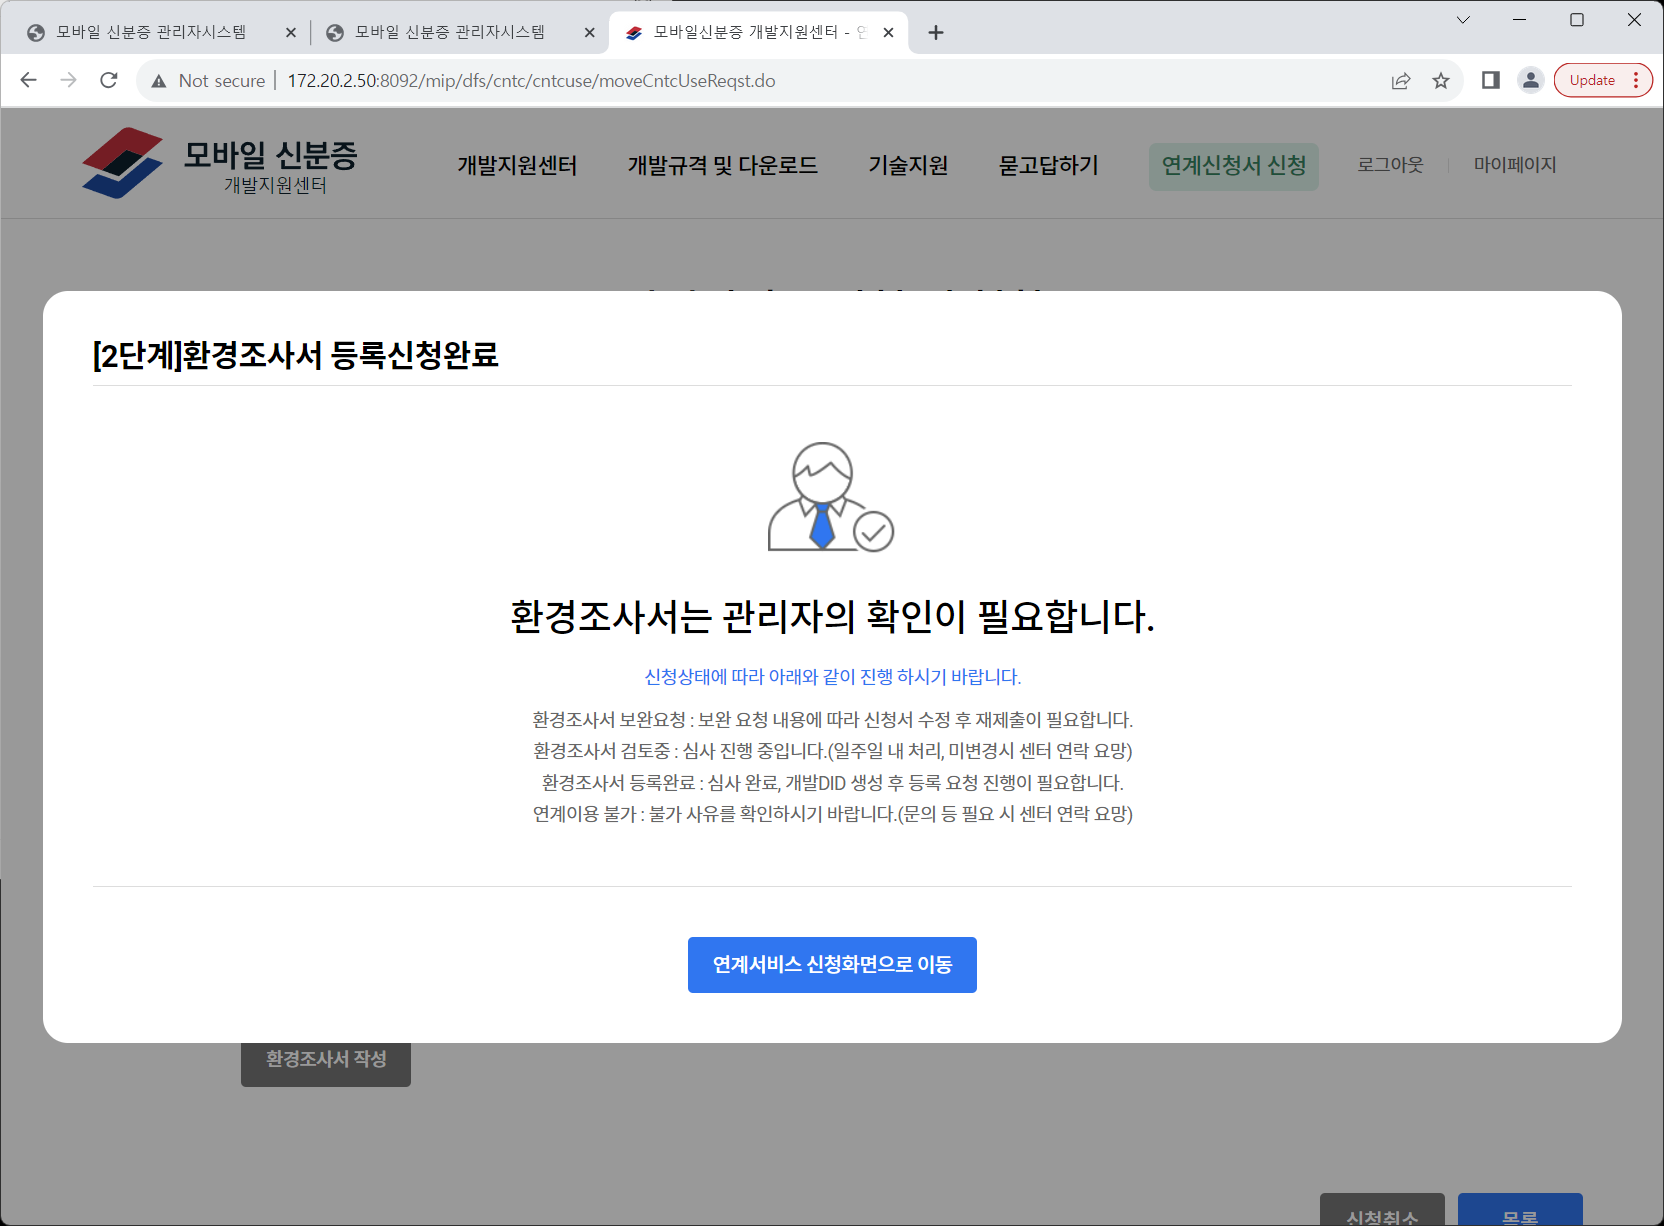 모바일 신분증 관리자시스템
모바일 신분증 관리자시스템
모바일신분증 개발지원센터 -
Not secure
172.20.2.50:8092/mip/dfs/cntc/cntcuse/moveCntcUseReqst.do
Update
모바일 신분증
개발지원센터
개발지원센터
개발규격 및 다운로드
기술지원
묻고답하기
연계신청서 신청
로그아웃
마이페이지
[2단계]환경조사서 등록신청완료
환경조사서는 관리자의 확인이 필요합니다.
신청상태에 따라 아래와 같이 진행 하시기 바랍니다.
환경조사서 보완요청 : 보완 요청 내용에 따라 신청서 수정 후 재제출이 필요합니다.
환경조사서 검토중 : 심사 진행 중입니다.(일주일 내 처리, 미변경시 센터 연락 요망)
환경조사서 등록완료 : 심사 완료, 개발DID 생성 후 등록 요청 진행이 필요합니다.
연계이용 불가 : 불가 사유를 확인하시기 바랍니다.(문의 등 필요 시 센터 연락 요망)
연계서비스 신청화면으로 이동
환경조사서 작성
신청취소
목록